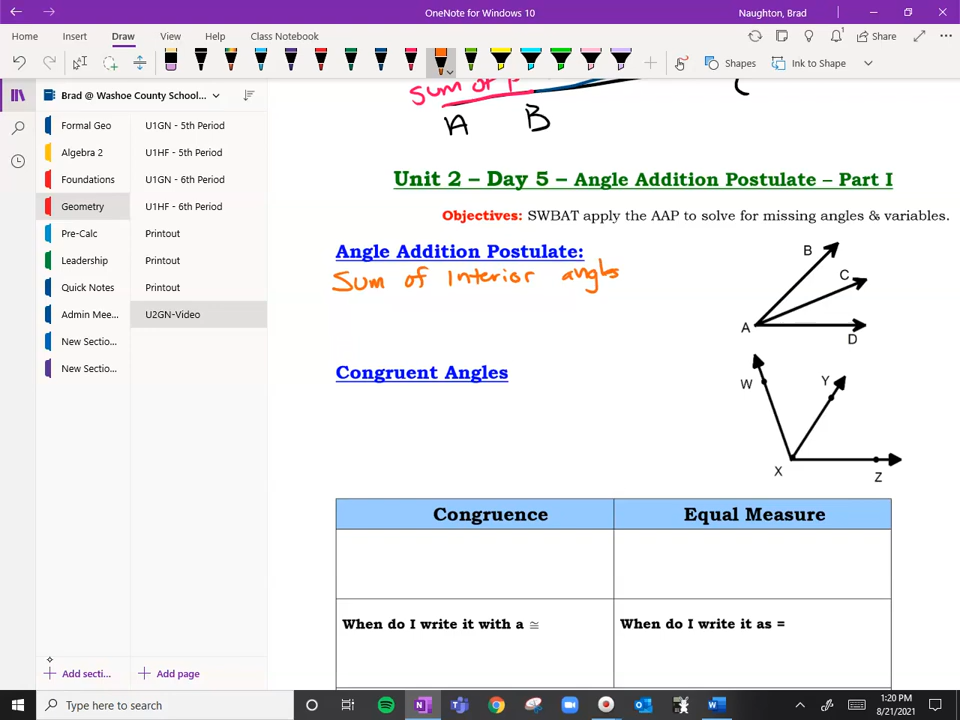 OneNote for Windows 10
Naughton, Brad
Home Insert Draw View Help Class Notebook
Share
Shapes
Ink to Shape
Brad @ Washoe County School...
Formal Geo
Algebra 2
Foundations
Geometry
Pre-Calc
Leadership
Quick Notes
Admin Mee...
New Sectio...
New Sectio...
Add secti...
U1GN - 5th Period
U1HF - 5th Period
U1GN - 6th Period
U1HF - 6th Period
Printout
Printout
Printout
U2GN-Video
Add page
Sum of
A B
Unit 2 – Day 5 – Angle Addition Postulate – Part I
Objectives: SWBAT apply the AAP to solve for missing angles & variables.
Angle Addition Postulate:
Sum of Interior angles
B
C
A
D
Congruent Angles
W
Y
X
Z
Congruence Equal Measure
When do I write it with a ≅ When do I write it as =
Type here to search
1:20 PM
8/21/2021